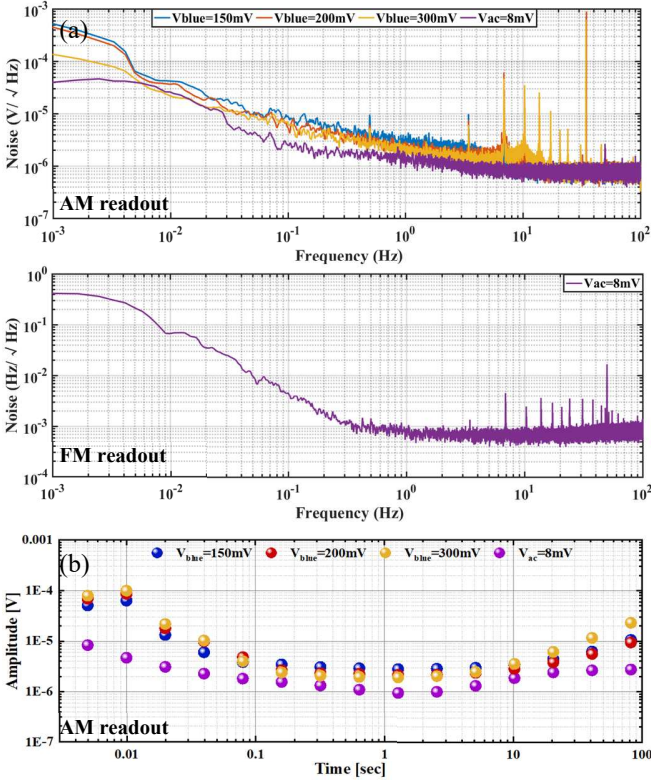 (a)
Vblue=150mV Vblue=200mV Vblue=300mV Vac=8mV
10^-3
10^-4
10^-5
10^-6
10^-7
Noise (V/ √ Hz)
AM readout
10^-3 10^-2 10^-1 10^0 10^1 10^2
Frequency (Hz)
Vac=8mV
10^0
10^-1
10^-2
10^-3
10^-4
Noise (Hz/ √ Hz)
FM readout
10^-3 10^-2 10^-1 10^0 10^1 10^2
Frequency (Hz)
(b)
V_blue=150mV V_blue=200mV V_blue=300mV V_ac=8mV
0.001
1E-4
1E-5
1E-6
1E-7
Amplitude [V]
AM readout
0.01 0.1 1 10 100
Time [sec]